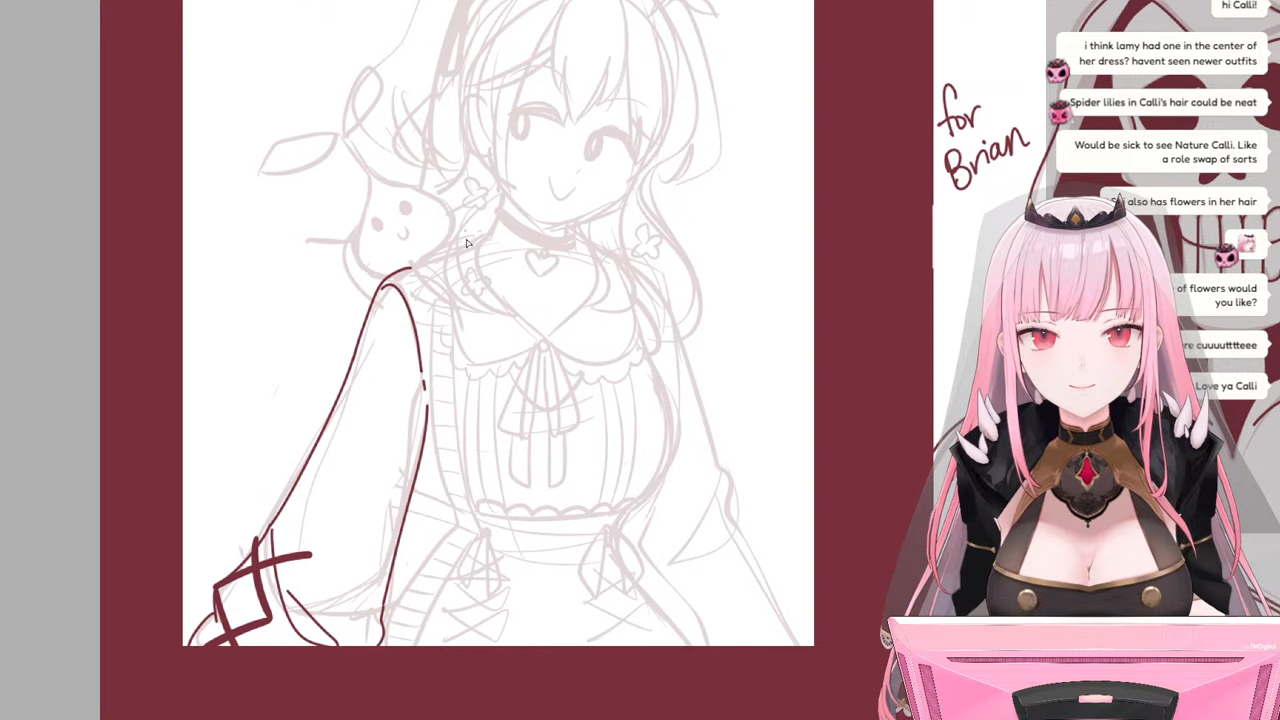 for
Brian
hi Calli!
i think lamy had one in the center of
her dress? havent seen newer outfits
Spider lilies in Calli's hair could be neat
Would be sick to see Nature Calli. Like
a role swap of sorts
also has flowers in her hair
of flowers would
you like?
cuuuutttteee
Love ya Calli